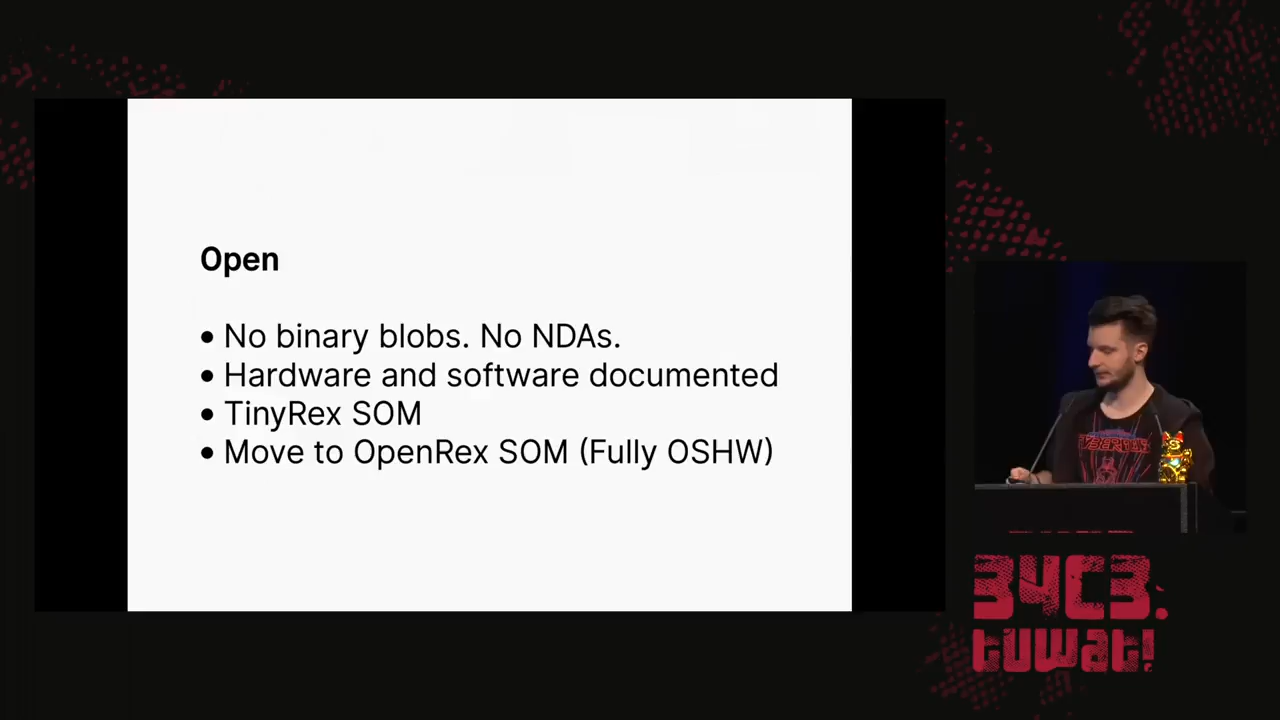 Open
• No binary blobs. No NDAs.
• Hardware and software documented
• TinyRex SOM
• Move to OpenRex SOM (Fully OSHW)
34C3.
tuwat!